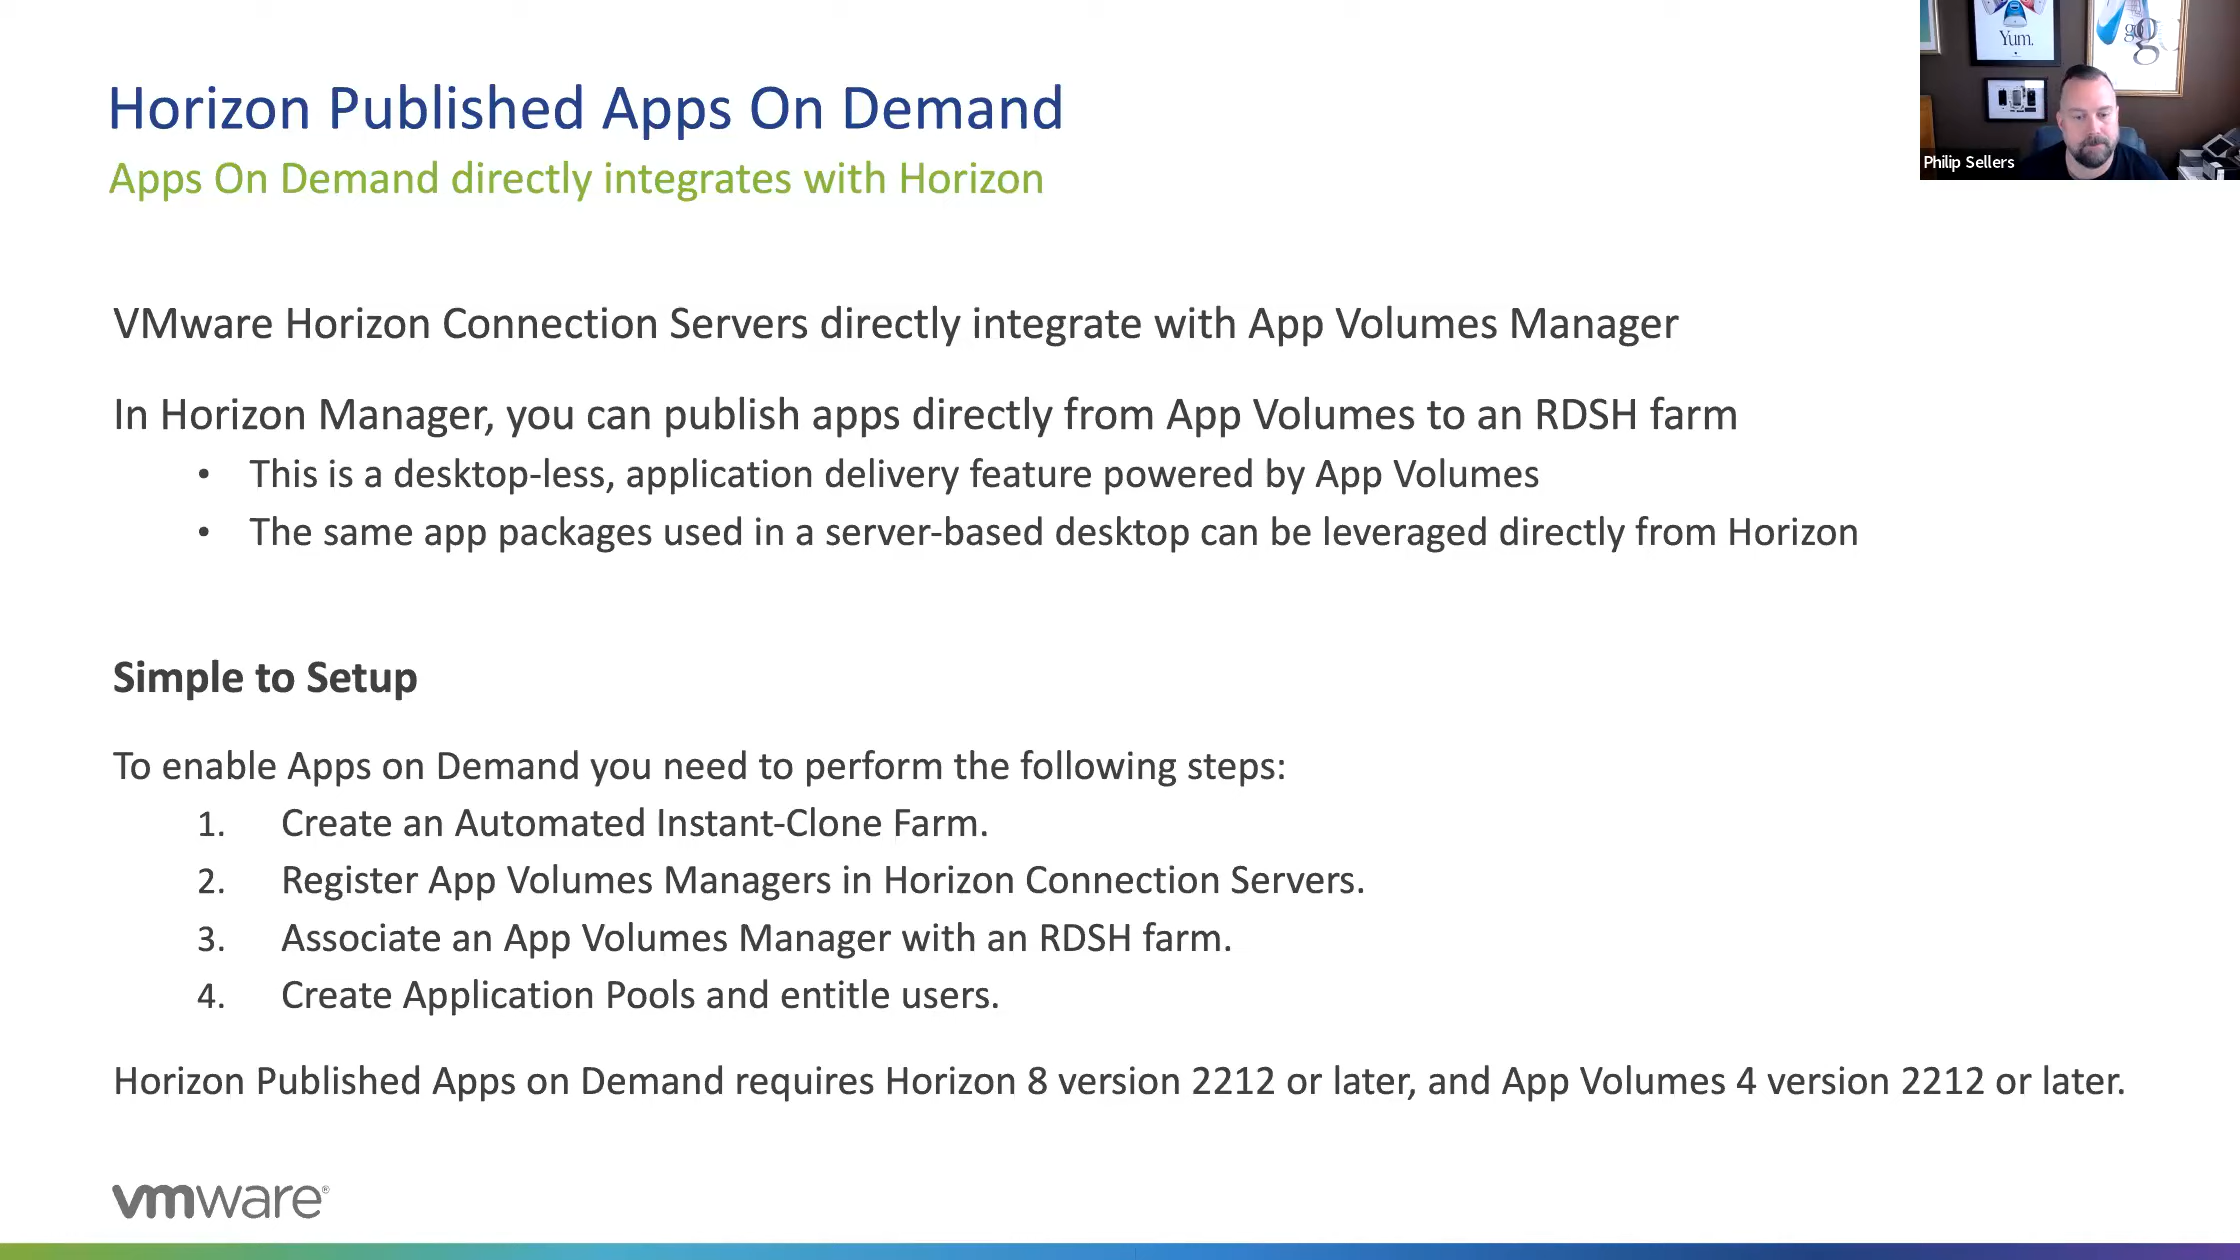 Horizon Published Apps On Demand
Apps On Demand directly integrates with Horizon
Yum.
Philip Sellers
VMware Horizon Connection Servers directly integrate with App Volumes Manager
In Horizon Manager, you can publish apps directly from App Volumes to an RDSH farm
• This is a desktop-less, application delivery feature powered by App Volumes
• The same app packages used in a server-based desktop can be leveraged directly from Horizon
Simple to Setup
To enable Apps on Demand you need to perform the following steps:
1. Create an Automated Instant-Clone Farm.
2. Register App Volumes Managers in Horizon Connection Servers.
3. Associate an App Volumes Manager with an RDSH farm.
4. Create Application Pools and entitle users.
Horizon Published Apps on Demand requires Horizon 8 version 2212 or later, and App Volumes 4 version 2212 or later.
vmware®